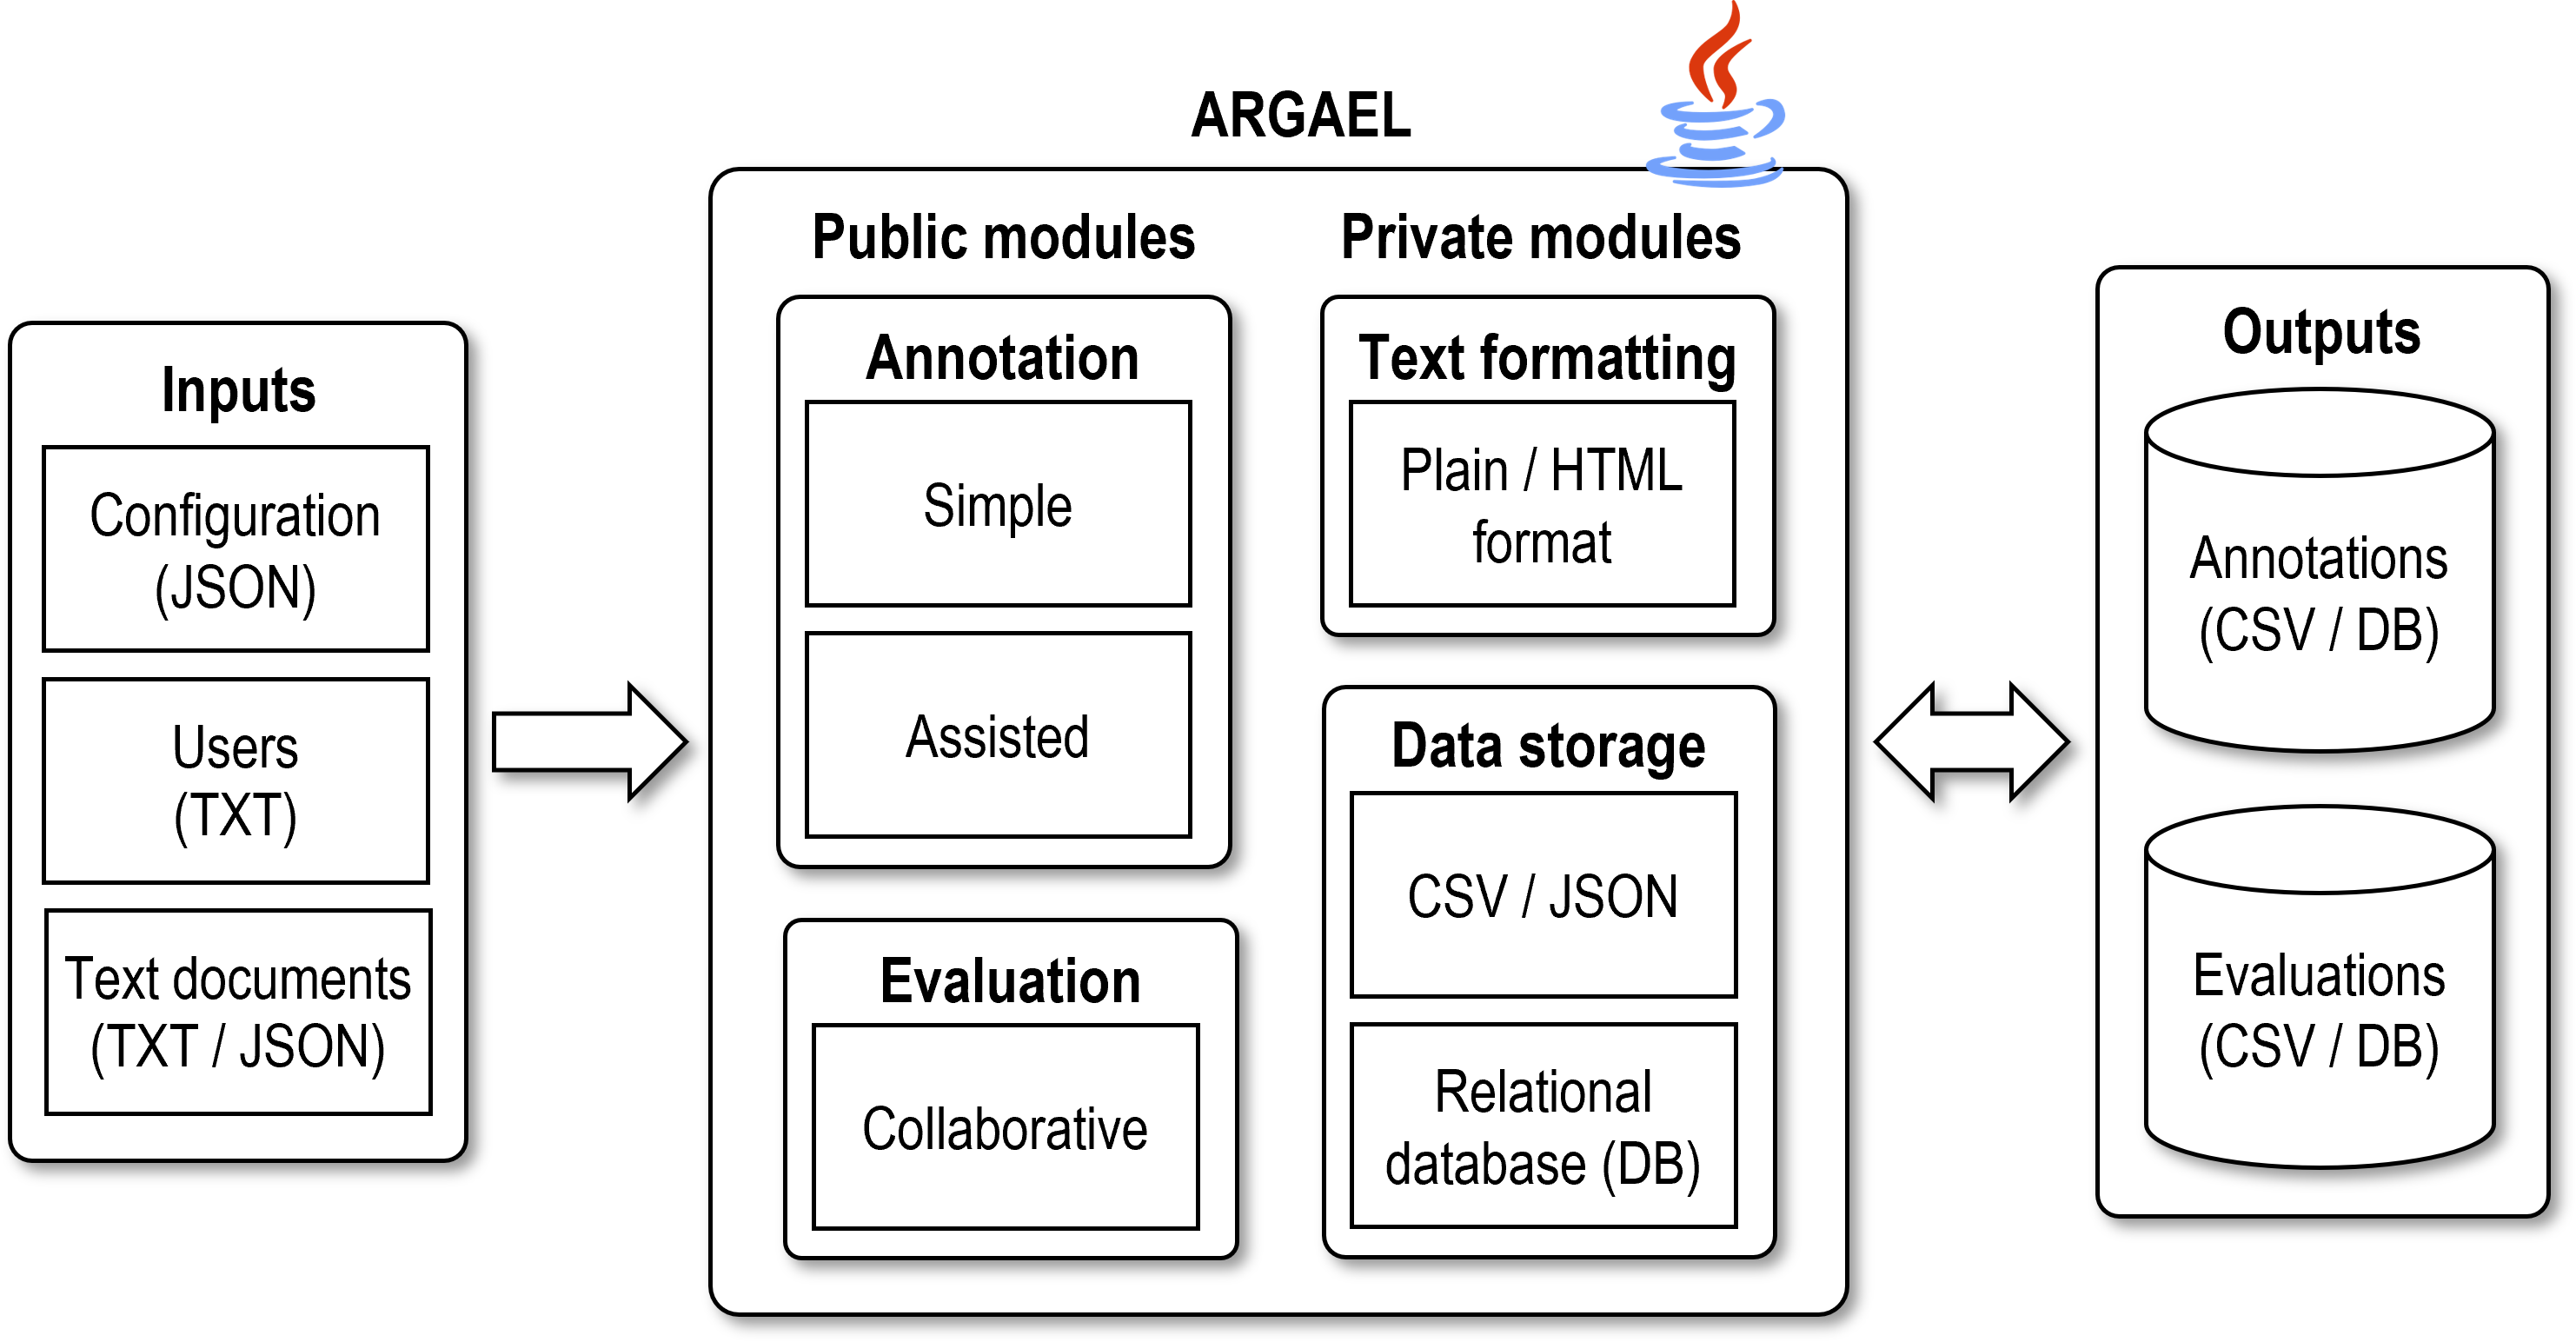 ARGAEL
Inputs
Configuration
(JSON)
Users
(TXT)
Text documents
(TXT / JSON)
Public modules
Annotation
Simple
Assisted
Evaluation
Collaborative
Private modules
Text formatting
Plain / HTML
format
Data storage
CSV / JSON
Relational
database (DB)
Outputs
Annotations
(CSV / DB)
Evaluations
(CSV / DB)